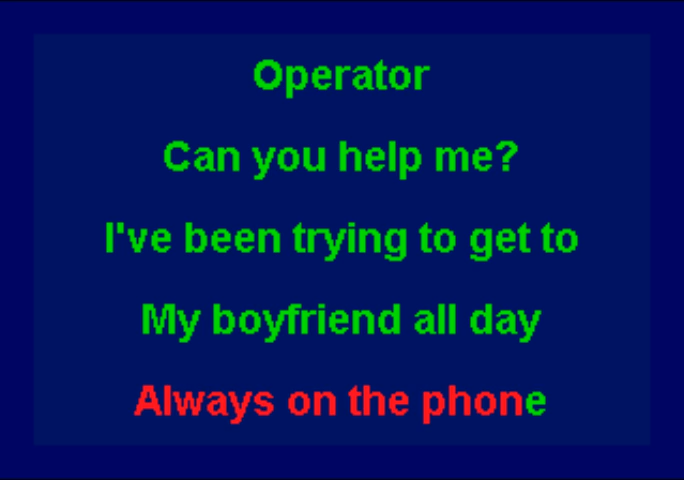 Operator
Can you help me?
I've been trying to get to
My boyfriend all day
Always on the phone